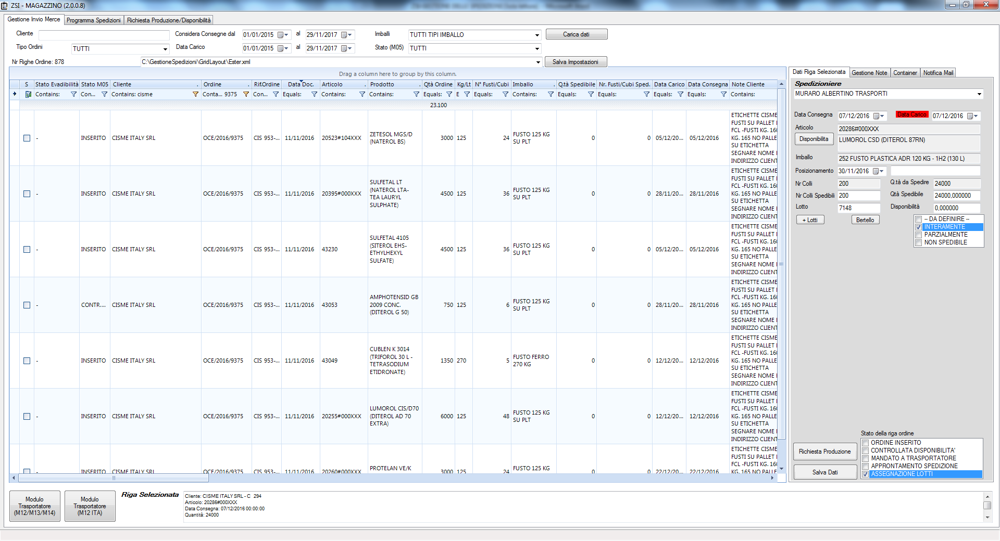 ZSI - MAGAZZINO (2.0.0.8)
Gestione Invio Merce Programma Spedizioni Richiesta Produzione/Disponibilità
Cliente Considera Consegne dal 01/01/2015 al 29/11/2017 Imballi TUTTI TIPI IMBALLO Carica dati
Tipo Ordini TUTTI Data Carico 01/01/2015 al 29/11/2017 Stato (M05) TUTTI
Nr Righe Ordine: 878 C:\GestioneSpedizioni\GridLayout\Ester.xml Salva Impostazioni
Drag a column here to group by this column.
S Stato Evadibilità Stato M05 Cliente Ordine Rif.Ordine Data Doc. Articolo Prodotto Qtà Ordine Kg/Lt N° Fusti/Cubi Imballo Q.tà Spedibile Nr. Fusti/Cubi Sped. Data Carico Data Consegna Note Cliente
Contains: Con... Contains: cisme Conta... 9375 Con... Equals: Contains: Contains: Equals: E Equals: Contains: Equals: Equals: Equals: Equals: Contains:
23.100
- INSERITO CISME ITALY SRL OCE/2016/9375 CIS 953-... 11/11/2016 20523#104XXX ZETESOL MGS/D
(NATEROL BS) 3000 125 24 FUSTO 125 KG
SU PLT 0 0 05/12/20... 05/12/2016 ETICHETTE CISME
FUSTI SU PALLET
FCL -FUSTI KG. 160
KG. 165 NO PALLE
SU ETICHETTA
SEGNARE NOME
INDIRIZZO CLIENT
- INSERITO CISME ITALY SRL OCE/2016/9375 CIS 953-... 11/11/2016 20395#000XXX SULFETAL LT
(NATEROL LTA-
TEA LAURYL
SULPHATE) 4500 125 36 FUSTO 125 KG
SU PLT 0 0 28/11/20... 28/11/2016 ETICHETTE CISME
FUSTI SU PALLET
FCL -FUSTI KG. 160
KG. 165 NO PALLE
SU ETICHETTA
SEGNARE NOME
INDIRIZZO CLIENT
- INSERITO CISME ITALY SRL OCE/2016/9375 CIS 953-... 11/11/2016 43230 SULFETAL 4105
(SITEROL EHS-
ETHYLHEXYL
SULFATE) 4500 125 36 FUSTO 125 KG
SU PLT 0 0 05/12/20... 05/12/2016 ETICHETTE CISME
FUSTI SU PALLET
FCL -FUSTI KG. 160
KG. 165 NO PALLE
SU ETICHETTA
SEGNARE NOME
INDIRIZZO CLIENT
- CONTR.... CISME ITALY SRL OCE/2016/9375 CIS 953-... 11/11/2016 43053 AMPHOTENSID GB
2009 CONC.
(DITEROL G 50) 750 125 6 FUSTO 125 KG
SU PLT 0 0 28/11/20... 28/11/2016 ETICHETTE CISME
FUSTI SU PALLET
FCL -FUSTI KG. 160
KG. 165 NO PALLE
SU ETICHETTA
SEGNARE NOME
INDIRIZZO CLIENT
- INSERITO CISME ITALY SRL OCE/2016/9375 CIS 953-... 11/11/2016 43049 CUBLEN K 3014
(TRIFOROL 30 L -
TETRASODIUM
ETIDRONATE) 1350 270 5 FUSTO FERRO
270 KG 0 0 12/12/20... 12/12/2016 ETICHETTE CISME
FUSTI SU PALLET
FCL -FUSTI KG. 160
KG. 165 NO PALLE
SU ETICHETTA
SEGNARE NOME
INDIRIZZO CLIENT
- INSERITO CISME ITALY SRL OCE/2016/9375 CIS 953-... 11/11/2016 20255#000XXX LUMOROL CIS/D70
(DITEROL AD 70
EXTRA) 6000 125 48 FUSTO 125 KG
SU PLT 0 0 12/12/20... 12/12/2016 ETICHETTE CISME
FUSTI SU PALLET
FCL -FUSTI KG. 160
KG. 165 NO PALLE
SU ETICHETTA
SEGNARE NOME
INDIRIZZO CLIENT
- INSERITO CISME ITALY SRL OCE/2016/9375 CIS 953-... 11/11/2016 20260#000XXX PROTELAN VE/K 3000 125 24 FUSTO 125 KG
SU PLT 0 0 22/12/20... 22/12/2016 ETICHETTE CISME
FUSTI SU PALLET
FCL -FUSTI KG. 160
KG. 165 NO PALLE
Dati Riga Selezionata Gestione Note Container Notifica Mail
Spedizioniere
MURARO ALBERTINO TRASPORTI
Data Consegna 07/12/2016 Data Carico 07/12/2016
Articolo 20286#000XXX
Disponibilita LUMOROL CSD (DITEROL 87RN)
Imballo 252 FUSTO PLASTICA ADR 120 KG - 1H2 (130 L)
Posizionamento 30/11/2016
Nr Colli 200 Q.tà da Spedire 24000
Nr Colli Spedibili 200 Qtà Spedibile 24000,000000
Lotto 7148 Disponibilità 0,000000
+ Lotti Bertello
-- DA DEFINIRE --
INTERAMENTE
PARZIALMENTE
NON SPEDIBILE
Stato della riga ordine
ORDINE INSERITO
CONTROLLATA DISPONIBILITA'
MANDATO A TRASPORTATORE
APPRONTAMENTO SPEDIZIONE
ASSEGNAZIONE LOTTI
Richiesta Produzione
Salva Dati
Modulo
Trasportatore
(M12/M13/M14)
Modulo
Trasportatore
(M12 ITA)
Riga Selezionata
Cliente: CISME ITALY SRL - C 294
Articolo: 20286#000XXX
Data Consegna: 07/12/2016 00:00:00
Quantità: 24000